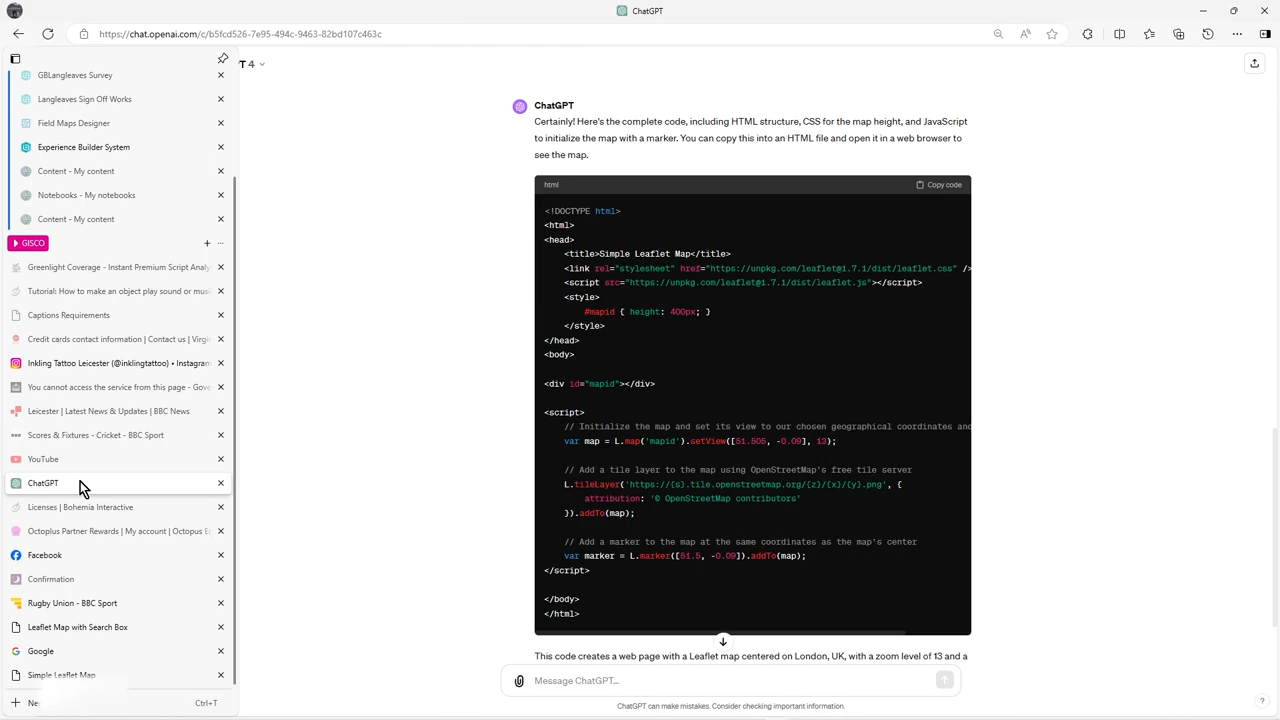 ChatGPT
https://chat.openai.com/c/b5fcd526-7e95-494c-9463-82bd107c463c
GBLangleaves Survey
Langleaves Sign Off Works
Field Maps Designer
Experience Builder System
Content - My content
Notebooks - My notebooks
Content - My content
GISCO
Greenlight Coverage - Instant Premium Script Analy
Tutorial: How to make an object play sound or mus
Captions Requirements
Credit cards contact information | Contact us | Virgi
Inkling Tattoo Leicester (@inklingtattoo) • Instagram
You cannot access the service from this page - Gove
Leicester | Latest News & Updates | BBC News
Scores & Fixtures - Cricket - BBC Sport
YouTube
ChatGPT
Licenses | Bohemia Interactive
Octoplus Partner Rewards | My account | Octopus E
Facebook
Confirmation
Rugby Union - BBC Sport
Leaflet Map with Search Box
Google
Simple Leaflet Map
Ne
Ctrl+T
T 4
ChatGPT
Certainly! Here's the complete code, including HTML structure, CSS for the map height, and JavaScript
to initialize the map with a marker. You can copy this into an HTML file and open it in a web browser to
see the map.
html
Copy code
<!DOCTYPE html>
<html>
<head>
<title>Simple Leaflet Map</title>
<link rel="stylesheet" href="https://unpkg.com/leaflet@1.7.1/dist/leaflet.css" />
<script src="https://unpkg.com/leaflet@1.7.1/dist/leaflet.js"></script>
<style>
#mapid { height: 400px; }
</style>
</head>
<body>
<div id="mapid"></div>
<script>
// Initialize the map and set its view to our chosen geographical coordinates and
var map = L.map('mapid').setView([51.505, -0.09], 13);
// Add a tile layer to the map using OpenStreetMap's free tile server
L.tileLayer('https://{s}.tile.openstreetmap.org/{z}/{x}/{y}.png', {
attribution: '© OpenStreetMap contributors'
}).addTo(map);
// Add a marker to the map at the same coordinates as the map's center
var marker = L.marker([51.5, -0.09]).addTo(map);
</script>
</body>
</html>
This code creates a web page with a Leaflet map centered on London, UK, with a zoom level of 13 and a
Message ChatGPT...
ChatGPT can make mistakes. Consider checking important information.
?